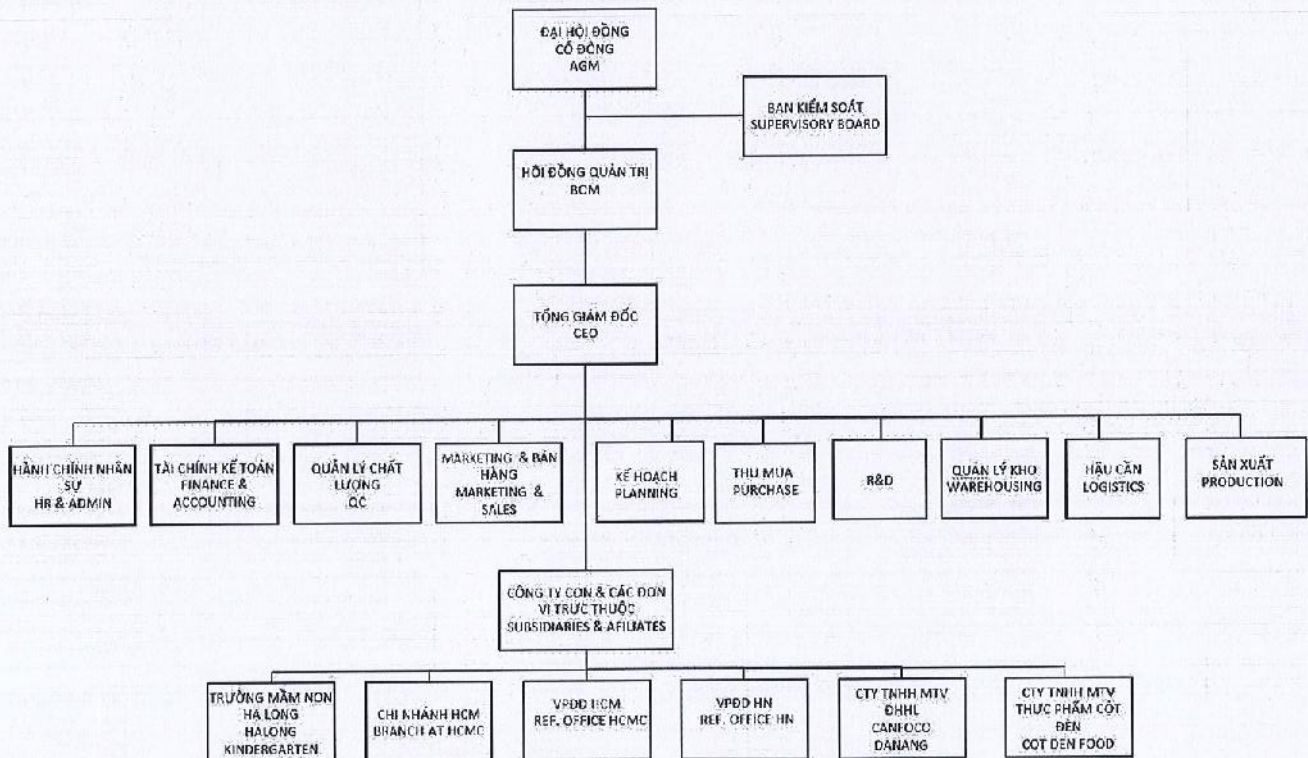 ĐẠI HỘI ĐỒNG
CỔ ĐÔNG
AGM
BAN KIỂM SOÁT
SUPERVISORY BOARD
HỘI ĐỒNG QUẢN TRỊ
BCM
TỔNG GIÁM ĐỐC
CEO
HÀNH CHÍNH NHÂN
SỰ
HR & ADMIN
TÀI CHÍNH KẾ TOÁN
FINANCE &
ACCOUNTING
QUẢN LÝ CHẤT
LƯỢNG
QC
MARKETING & BÁN
HÀNG
MARKETING &
SALES
KẾ HOẠCH
PLANNING
THU MUA
PURCHASE
R&D
QUẢN LÝ KHO
WAREHOUSING
HẬU CẦN
LOGISTICS
SẢN XUẤT
PRODUCTION
CÔNG TY CON & CÁC ĐƠN
VỊ TRỰC THUỘC
SUBSIDIARIES & AFILIATES
TRƯỜNG MẦM NON
HẠ LONG
HALONG
KINDERGARTEN
CHI NHÁNH HCM
BRANCH AT HCMC
VPĐD HCM
REF. OFFICE HCMC
VPĐD HN
REF. OFFICE HN
CTY TNHH MTV
ĐHHL
CANFOCO
DANANG
CTY TNHH MTV
THỰC PHẨM CỘT
ĐÈN
COT DEN FOOD